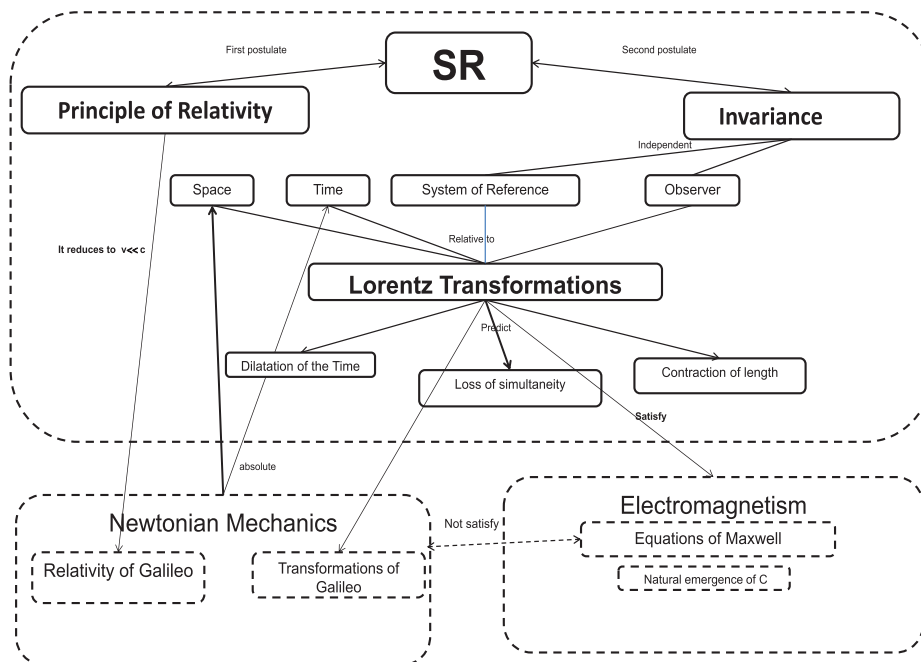 First postulate
SR
Second postulate
Principle of Relativity
Invariance
Independent
Space
Time
System of Reference
Observer
Relative to
It reduces to v<<c
Lorentz Transformations
Predict
Dilatation of the Time
Loss of simultaneity
Contraction of length
Satisfy
absolute
Newtonian Mechanics
Electromagnetism
Not satisfy
Equations of Maxwell
Relativity of Galileo
Transformations of
Galileo
Natural emergence of C